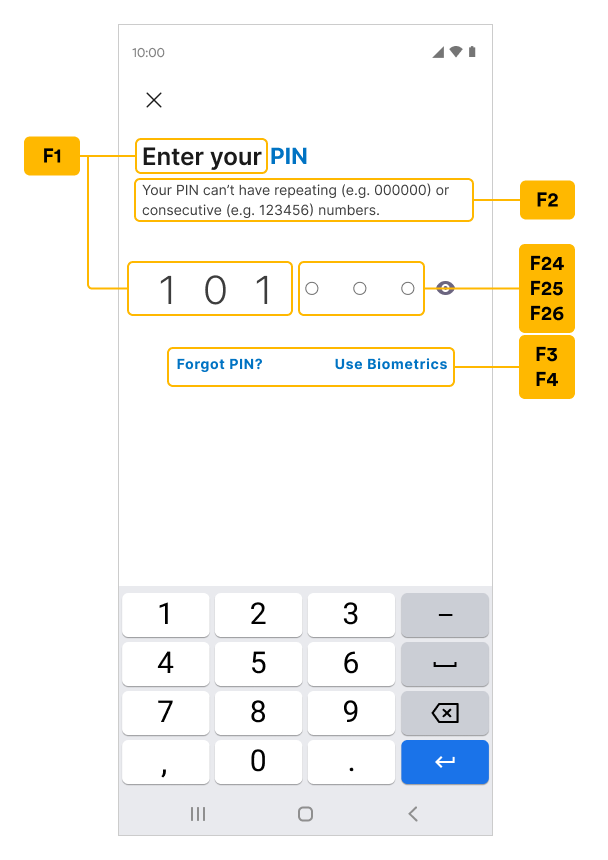 10:00
F1
Enter your PIN
Your PIN can’t have repeating (e.g. 000000) or
consecutive (e.g. 123456) numbers.
F2
1 0 1
F24
F25
F26
Forgot PIN?
Use Biometrics
F3
F4
1 2 3 –
4 5 6
7 8 9
, 0 .